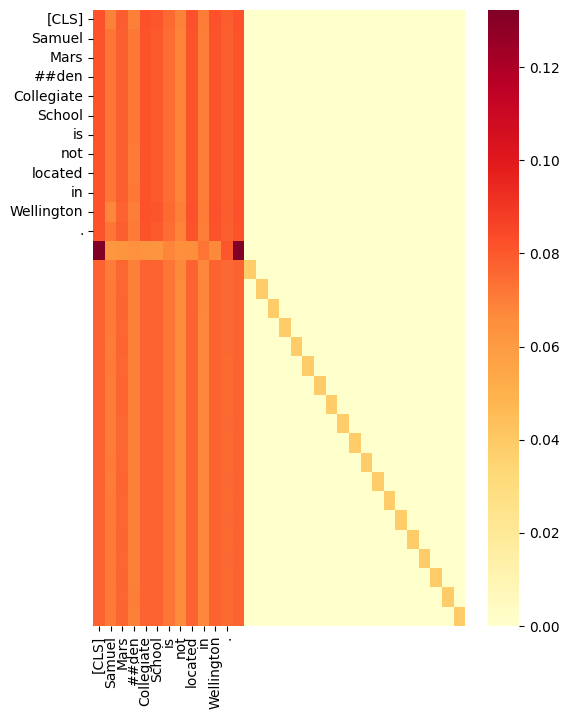 [CLS]
Samuel
Mars
##den
Collegiate
School
is
not
located
in
Wellington
.
0.12
0.10
0.08
0.06
0.04
0.02
0.00
[CLS]
Samuel
Mars
##den
Collegiate
School
is
not
located
in
Wellington
.